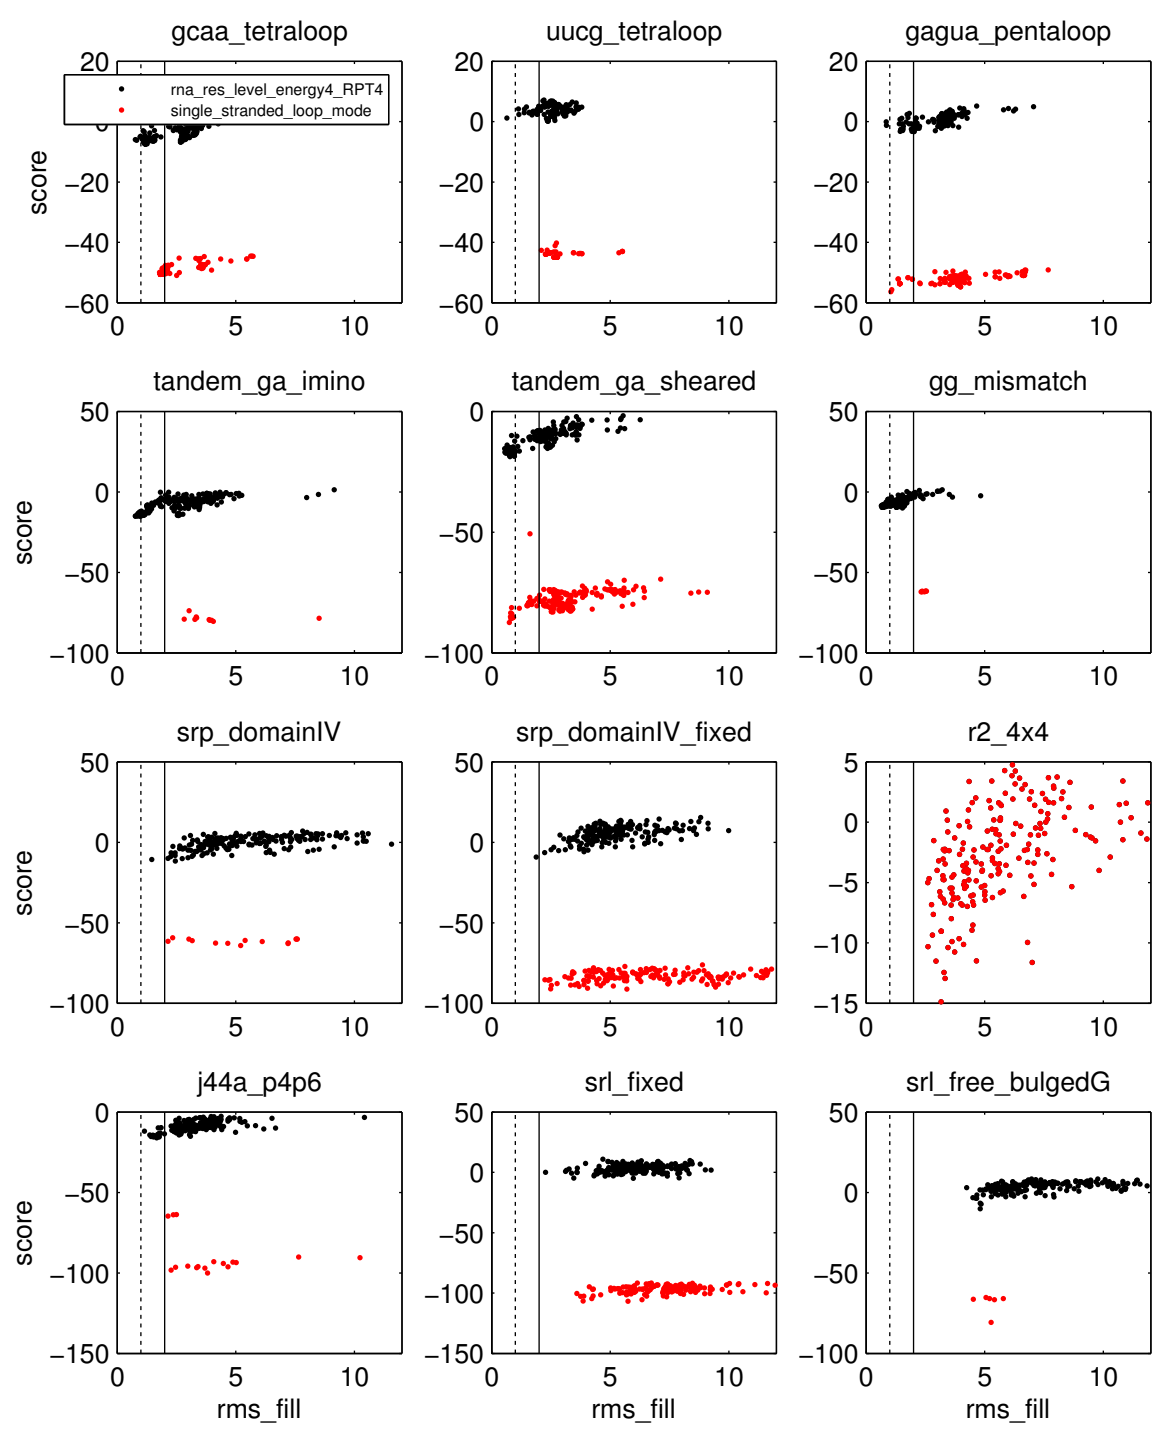 gcaa_tetraloop uucg_tetraloop gagua_pentaloop
20 20 20
rna_res_level_energy4_RPT4
single_stranded_loop_mode
0 0 0
−20 −20 −20
score
−40 −40 −40
−60 −60 −60
0 5 10 0 5 10 0 5 10
tandem_ga_imino tandem_ga_sheared gg_mismatch
50 0 50
0 0
score
−50 −50 −50
−100 −100 −100
0 5 10 0 5 10 0 5 10
srp_domainIV srp_domainIV_fixed r2_4x4
50 50 5
0 0 0
score
−5
−50 −50 −10
−100 −100 −15
0 5 10 0 5 10 0 5 10
j44a_p4p6 srl_fixed srl_free_bulgedG
0 50 50
0 0
−50 −50
score
−100 −100 −50
−150 −150 −100
0 5 10 0 5 10 0 5 10
rms_fill rms_fill rms_fill